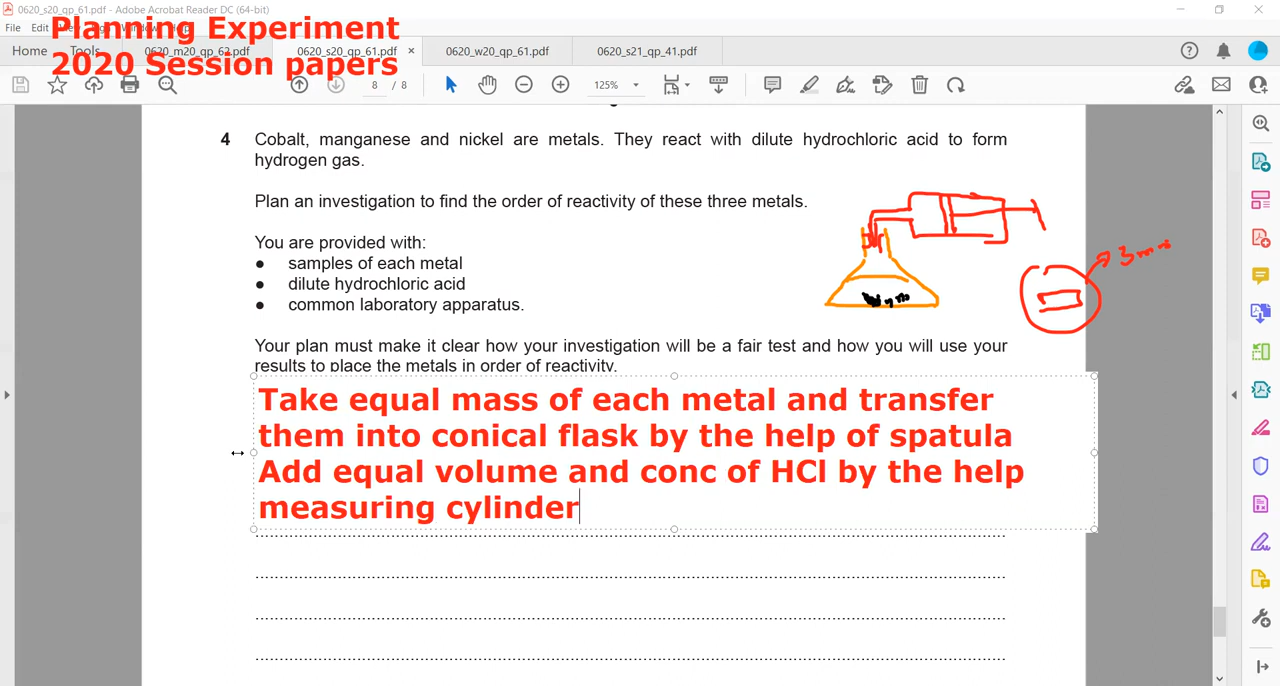 0620_s20_qp_61.pdf - Adobe Acrobat Reader DC (64-bit)
File Edit
Planning Experiment
2020 Session papers
Home Tools 0620_m20_qp_62.pdf 0620_s20_qp_61.pdf × 0620_w20_qp_61.pdf 0620_s21_qp_41.pdf
8 / 8 125%
4 Cobalt, manganese and nickel are metals. They react with dilute hydrochloric acid to form
hydrogen gas.
Plan an investigation to find the order of reactivity of these three metals.
You are provided with:
● samples of each metal
● dilute hydrochloric acid
● common laboratory apparatus.
3
Your plan must make it clear how your investigation will be a fair test and how you will use your
results to place the metals in order of reactivity.
Take equal mass of each metal and transfer
them into conical flask by the help of spatula
Add equal volume and conc of HCl by the help
measuring cylinder